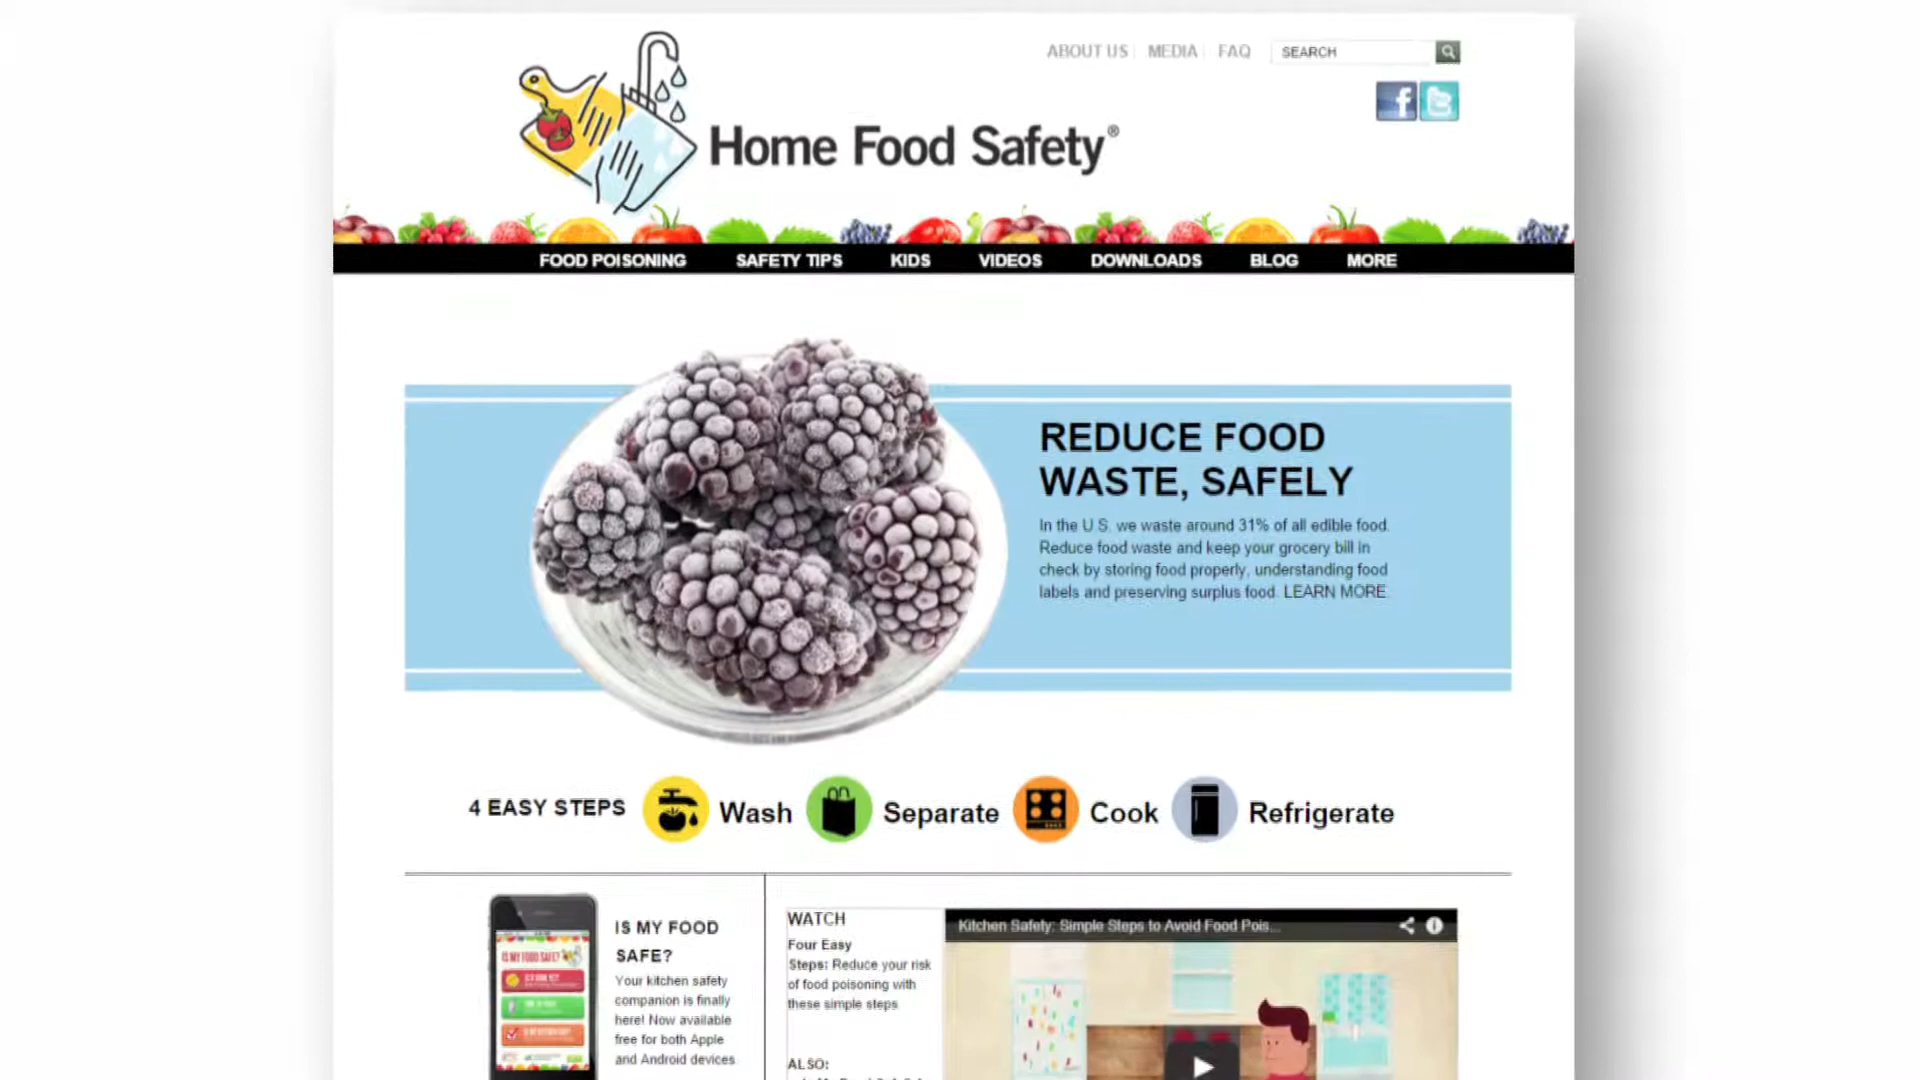 ABOUT US MEDIA FAQ SEARCH
Home Food Safety®
FOOD POISONING SAFETY TIPS KIDS VIDEOS DOWNLOADS BLOG MORE
REDUCE FOOD
WASTE, SAFELY
In the U S. we waste around 31% of all edible food.
Reduce food waste and keep your grocery bill in
check by storing food properly, understanding food
labels and preserving surplus food. LEARN MORE.
4 EASY STEPS Wash Separate Cook Refrigerate
IS MY FOOD
SAFE?
Your kitchen safety
companion is finally
here! Now available
free for both Apple
and Android devices
IS MY FOOD SAFE?
WATCH
Four Easy
Steps: Reduce your risk
of food poisoning with
these simple steps
ALSO:
Kitchen Safety: Simple Steps to Avoid Food Pois...